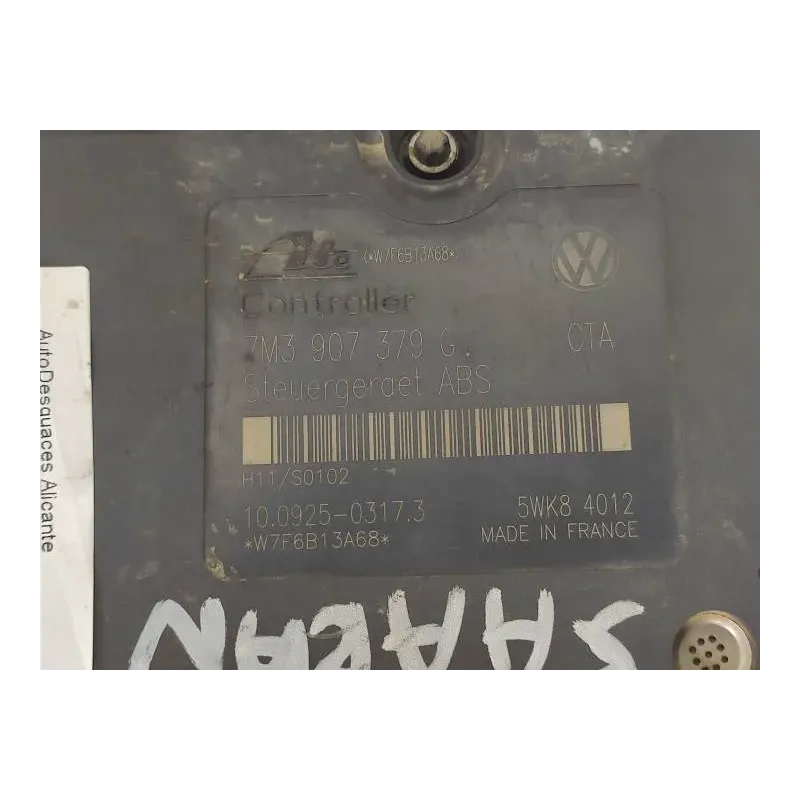 Ate <*W7F6B13A68*>
Controller
7M3 907 379 G. CTA
Steuergeraet ABS
H11/S0102
10.0925-0317.3 5WK8 4012
*W7F6B13A68* MADE IN FRANCE
SHARAN
AutoDesguaces Alicante